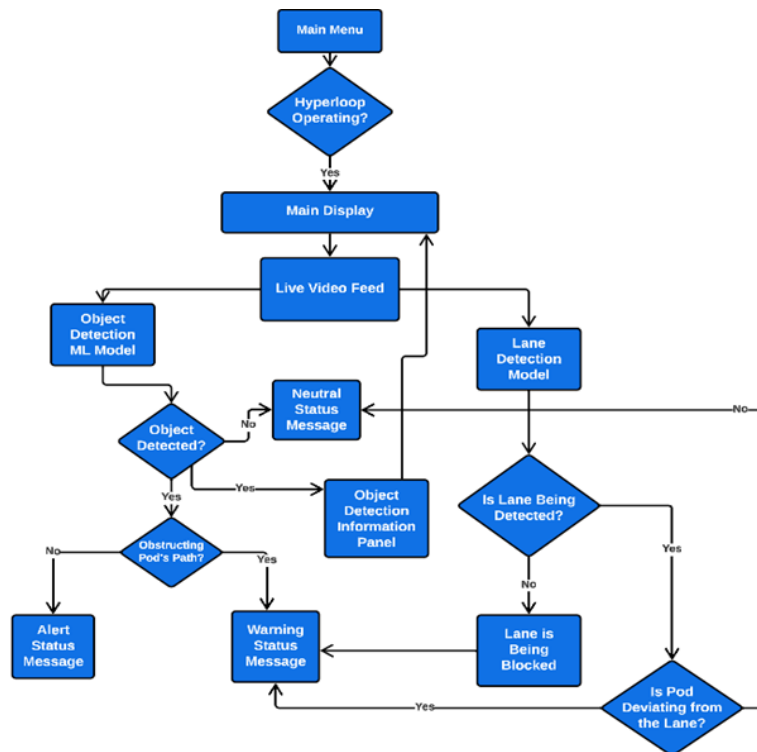 Main Menu
Hyperloop
Operating?
Yes
Main Display
Live Video Feed
Object
Detection
ML Model
Lane
Detection
Model
Neutral
Status
Message
No
No
Object
Detected?
Yes
Yes
Object
Detection
Information
Panel
Is Lane Being
Detected?
Obstructing
Pod's Path?
No
Yes
Yes
No
Alert
Status
Message
Warning
Status
Message
Lane is
Being
Blocked
Is Pod
Deviating from
the Lane?
Yes